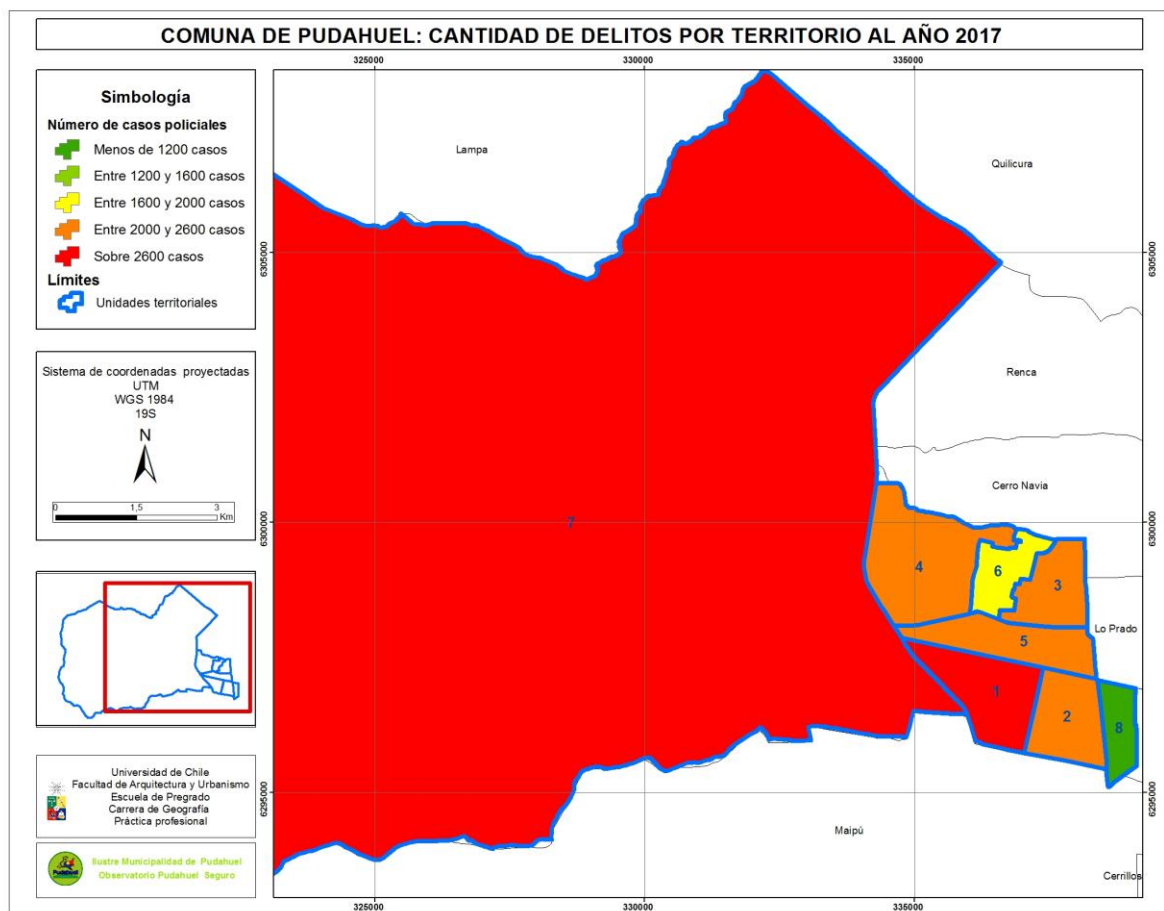 COMUNA DE PUDAHUEL: CANTIDAD DE DELITOS POR TERRITORIO AL AÑO 2017
Simbología
Número de casos policiales
Menos de 1200 casos
Entre 1200 y 1600 casos
Entre 1600 y 2000 casos
Entre 2000 y 2600 casos
Sobre 2600 casos
Límites
Unidades territoriales
Sistema de coordenadas proyectadas
UTM
WGS 1984
19S
N
0 1,5 3
Km
Universidad de Chile
Facultad de Arquitectura y Urbanismo
Escuela de Pregrado
Carrera de Geografía
Práctica profesional
Pudahuel
Ilustre Municipalidad de Pudahuel
Observatorio Pudahuel Seguro
325000 330000 335000
Lampa
Quilicura
6305000 6305000
Renca
Cerro Navia
6300000 6300000
7
4
6
3
Lo Prado
5
1
2
8
6295000 6295000
Maipú
Cerrillos
325000 330000 335000